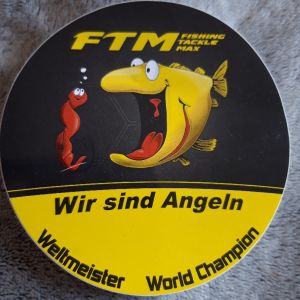 FTM FISHING
TACKLE
MAX
Wir sind Angeln
Weltmeister World Champion